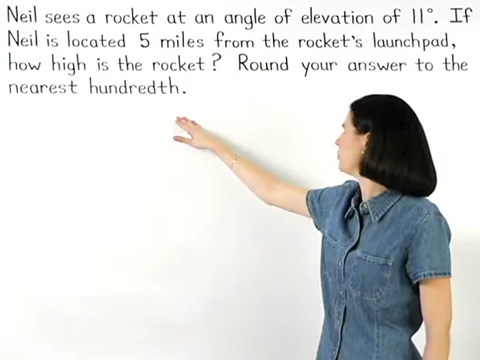 Neil sees a rocket at an angle of elevation of 11°. If
Neil is located 5 miles from the rocket's launchpad,
how high is the rocket? Round your answer to the
nearest hundredth.